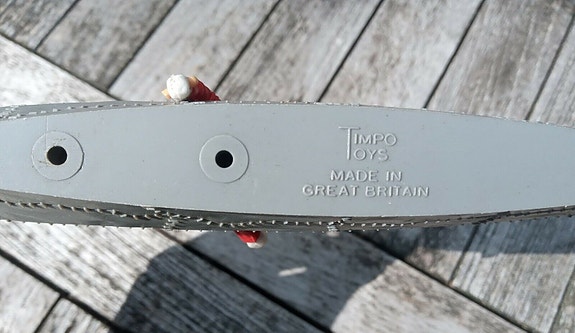 TIMPO
TOYS
MADE IN
GREAT BRITAIN